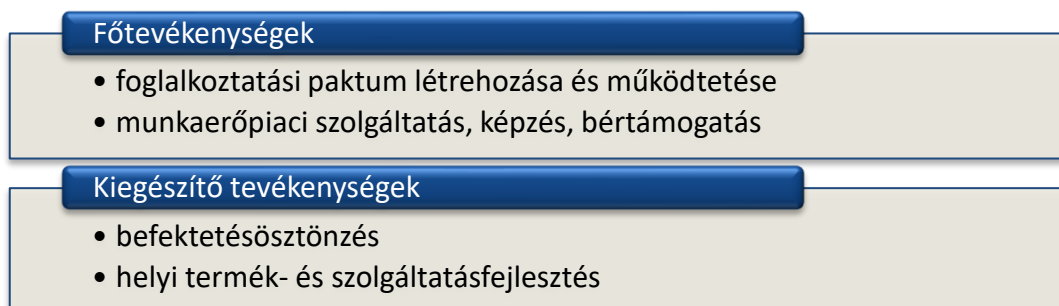 Főtevékenységek
• foglalkoztatási paktum létrehozása és működtetése
• munkaerőpiaci szolgáltatás, képzés, bértámogatás
Kiegészítő tevékenységek
• befektetésösztönzés
• helyi termék- és szolgáltatásfejlesztés